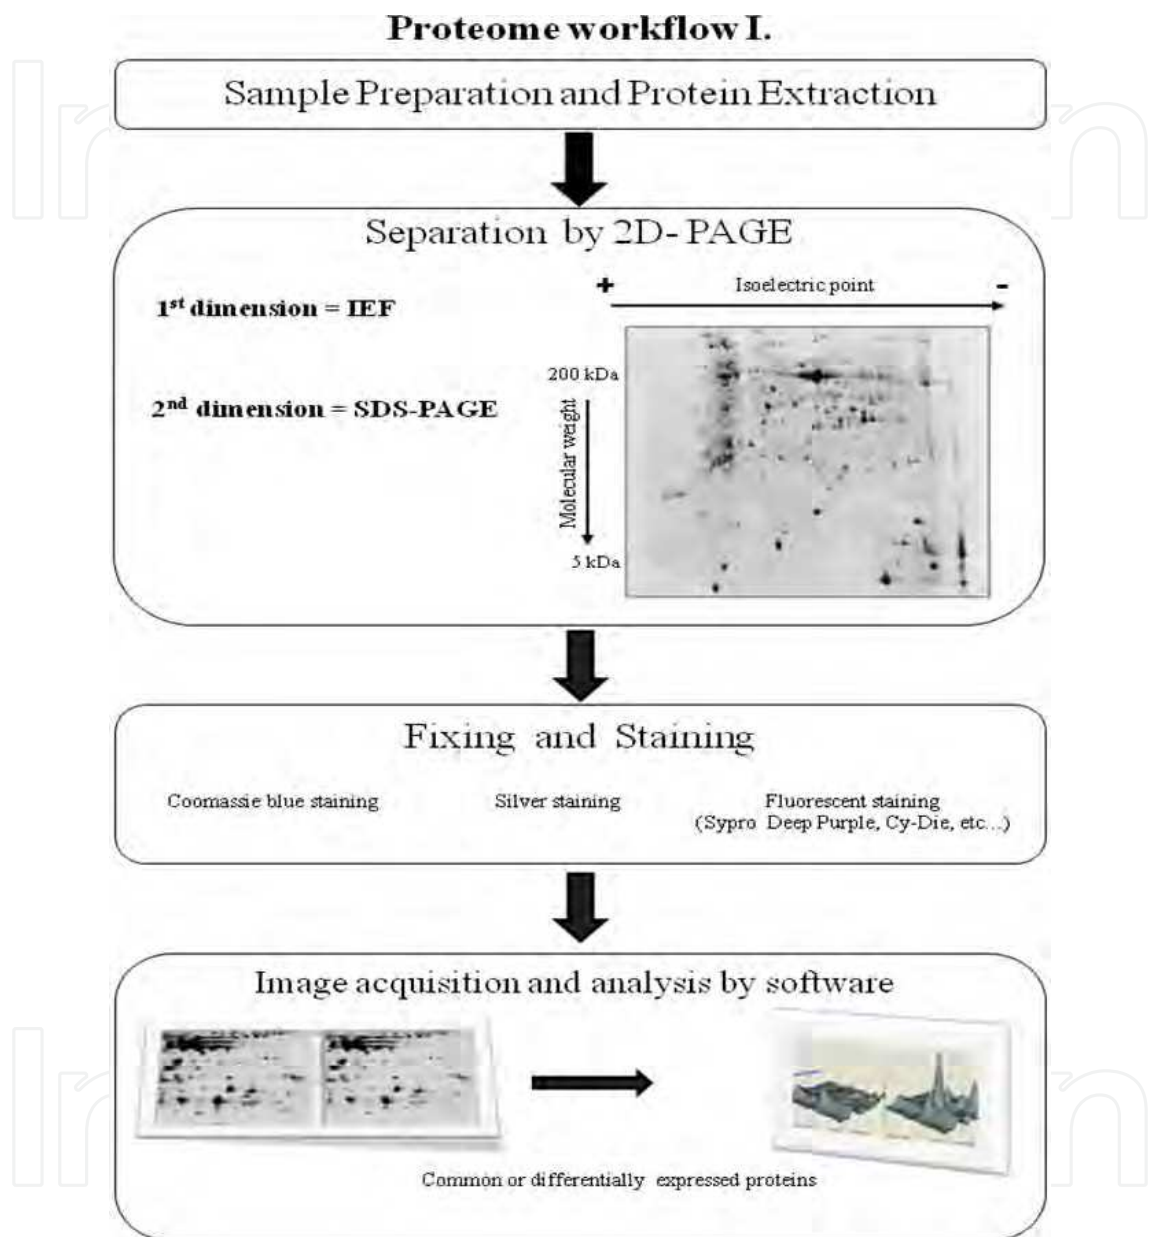 Proteome workflow I.
Sample Preparation and Protein Extraction
Separation by 2D-PAGE
1st dimension = IEF
2nd dimension = SDS-PAGE
+ Isoelectric point -
200 kDa
Molecular weight
5 kDa
Fixing and Staining
Coomassie blue staining
Silver staining
Fluorescent staining
(Sypro Deep Purple, Cy-Die, etc...)
Image acquisition and analysis by software
Common or differentially expressed proteins